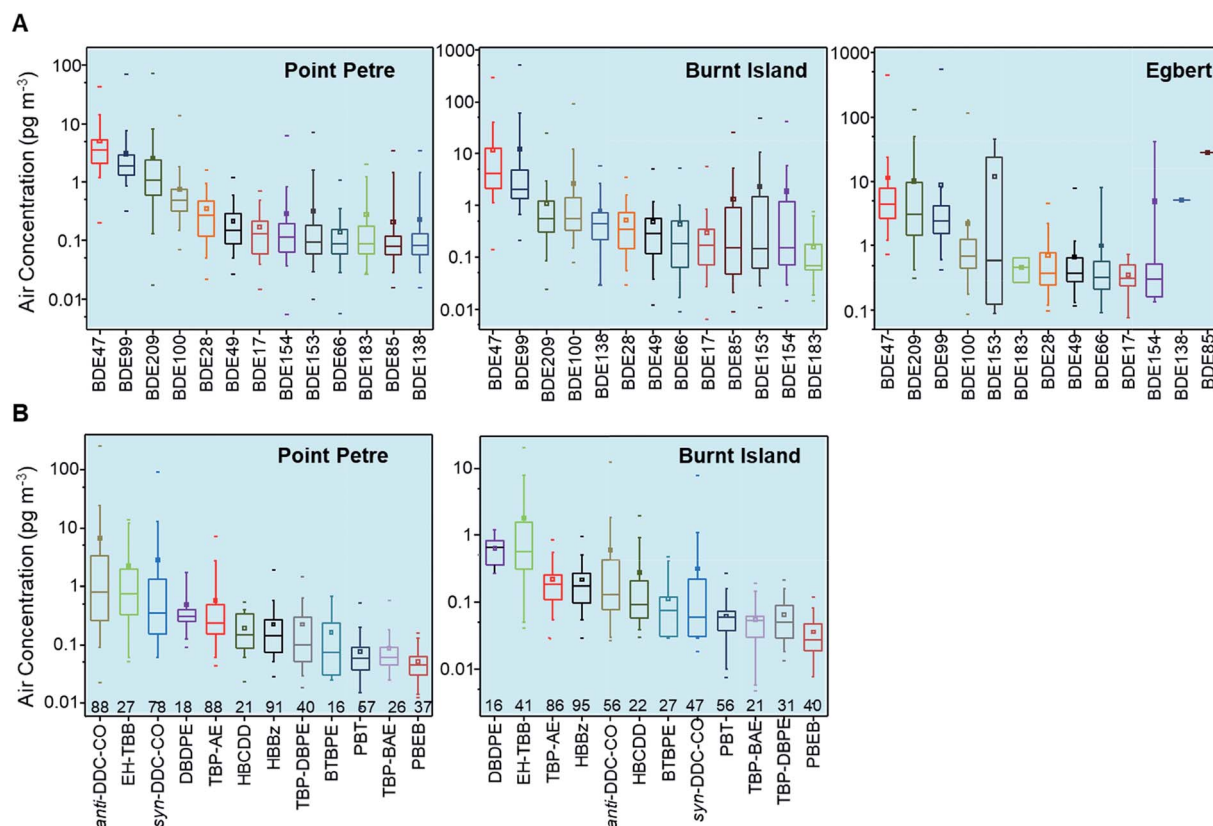 A
Point Petre
Burnt Island
Egbert
Air Concentration (pg m-3)
100
10
1
0.1
0.01
1000
100
10
1
0.1
0.01
1000
100
10
1
0.1
BDE47
BDE99
BDE209
BDE100
BDE28
BDE49
BDE17
BDE154
BDE153
BDE66
BDE183
BDE85
BDE138
BDE47
BDE99
BDE209
BDE100
BDE138
BDE28
BDE49
BDE66
BDE17
BDE85
BDE153
BDE154
BDE183
BDE47
BDE209
BDE99
BDE100
BDE153
BDE183
BDE28
BDE49
BDE66
BDE17
BDE154
BDE138
BDE85
B
Point Petre
Burnt Island
Air Concentration (pg m-3)
100
10
1
0.1
0.01
10
1
0.1
0.01
88 27 78 18 88 21 91 40 16 67 26 37
16 41 86 95 56 22 27 47 56 21 31 40
anti-DDC-CO
EH-TBB
syn-DDC-CO
DBDPE
TBP-AE
HBCDD
HBBz
TBP-DBPE
BTBPE
PBT
TBP-BAE
PBEB
DBDPE
EH-TBB
TBP-AE
HBBz
anti-DDC-CO
HBCDD
BTBPE
syn-DDC-CO
PBT
TBP-BAE
TBP-DBPE
PBEB